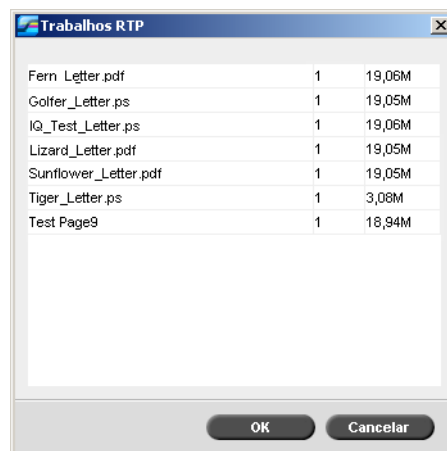 Trabalhos RTP
Fern Letter.pdf 1 19,06M
Golfer_Letter.ps 1 19,05M
IQ_Test_Letter.ps 1 19,06M
Lizard_Letter.pdf 1 19,05M
Sunflower_Letter.pdf 1 19,05M
Tiger_Letter.ps 1 3,08M
Test Page9 1 18,94M
OK Cancelar